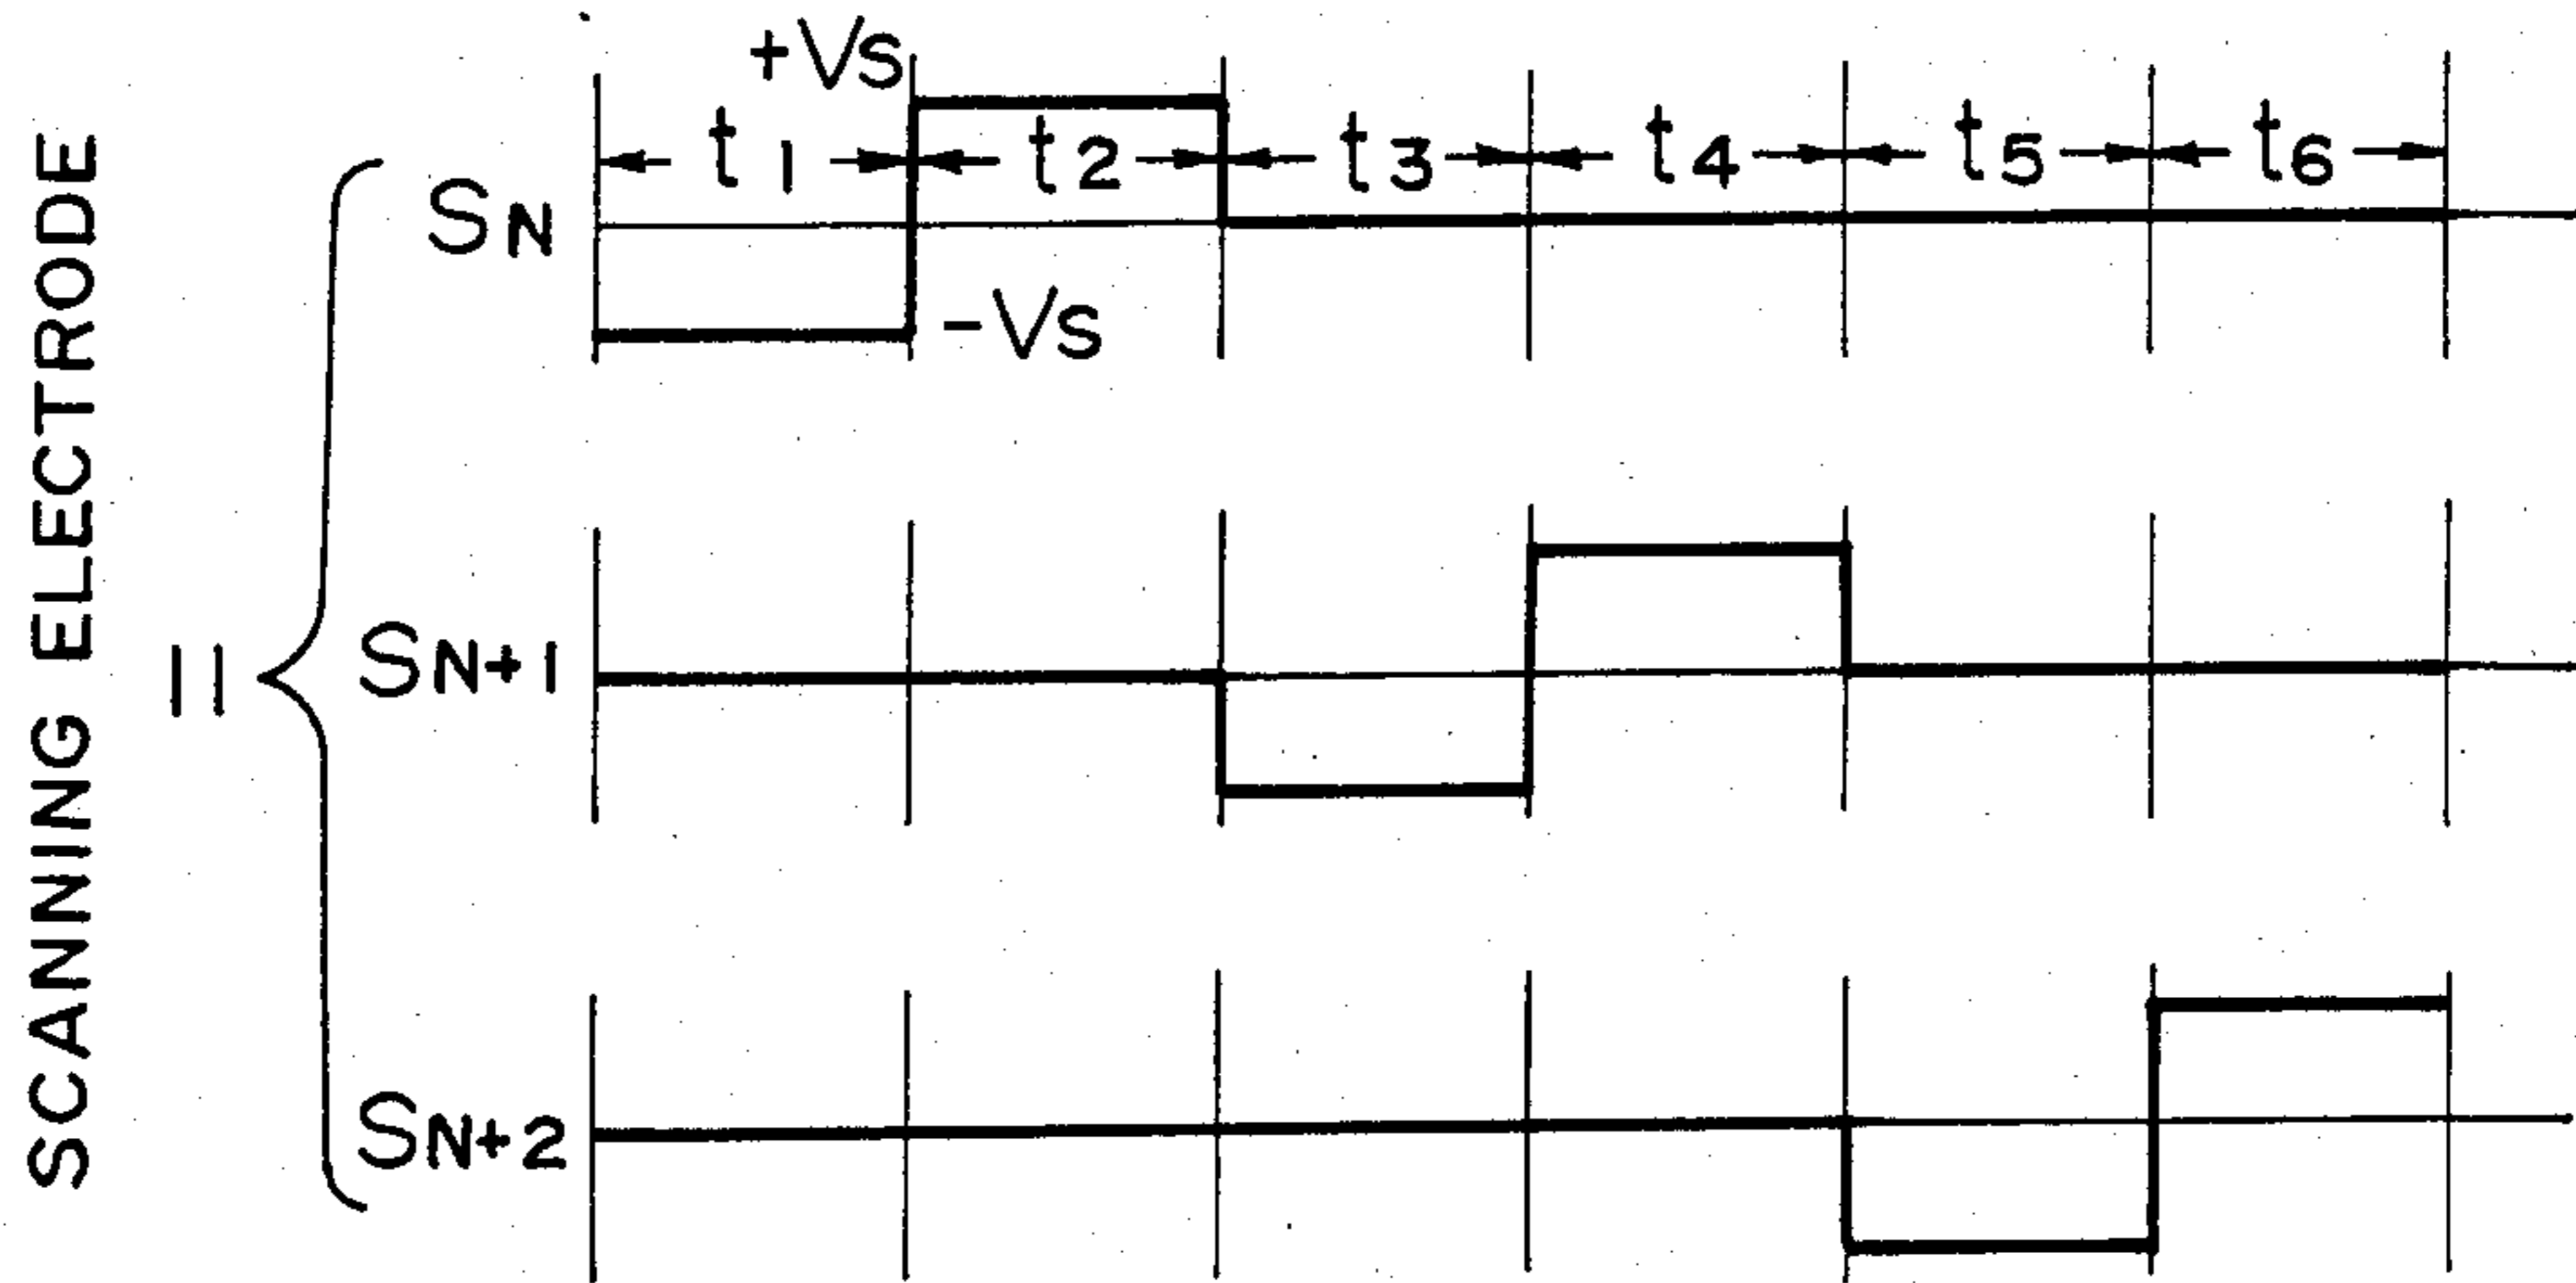 SCANNING ELECTRODE
11
+Vs
t1 t2 t3 t4 t5 t6
SN
-Vs
SN+1
SN+2